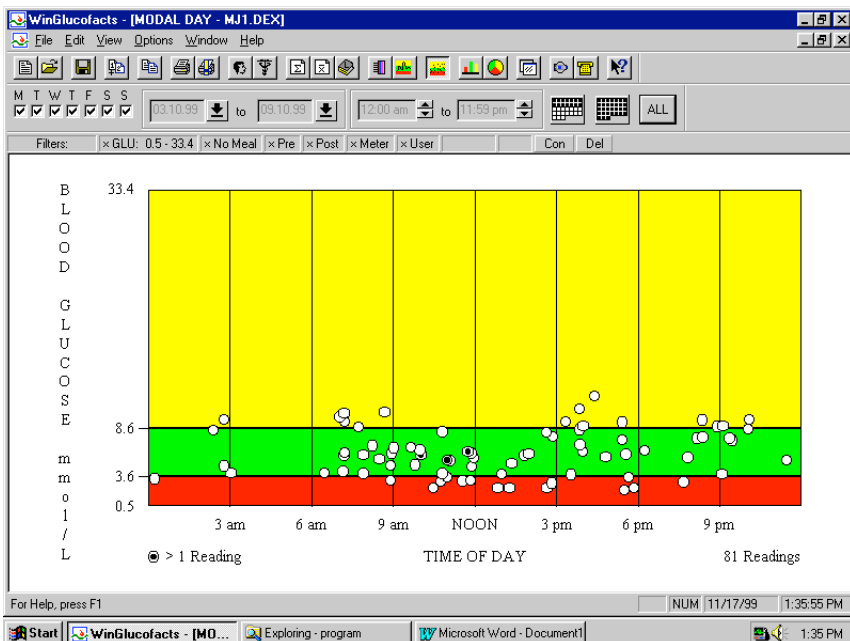 WinGlucofacts - [MODAL DAY - MJ1.DEX]
File Edit View Options Window Help
M T W T F S S
03.10.99 to 09.10.99 12:00 am to 11:59 pm ALL
Filters: × GLU: 0.5 - 33.4 × No Meal × Pre × Post × Meter × User Con Del
BLOOD GLUCOSE mmol/L
33.4
8.6
3.6
0.5
3 am 6 am 9 am NOON 3 pm 6 pm 9 pm
> 1 Reading TIME OF DAY 81 Readings
For Help, press F1 NUM 11/17/99 1:35:55 PM
Start WinGlucofacts - [MO... Exploring - program Microsoft Word - Document1 1:35 PM